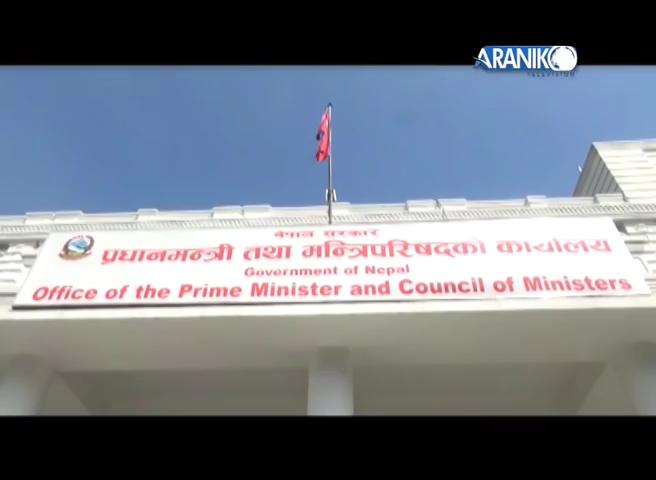 ARANIKO
TELEVISION
नेपाल सरकार
प्रधानमन्त्री तथा मन्त्रिपरिषद्को कार्यालय
Government of Nepal
Office of the Prime Minister and Council of Ministers